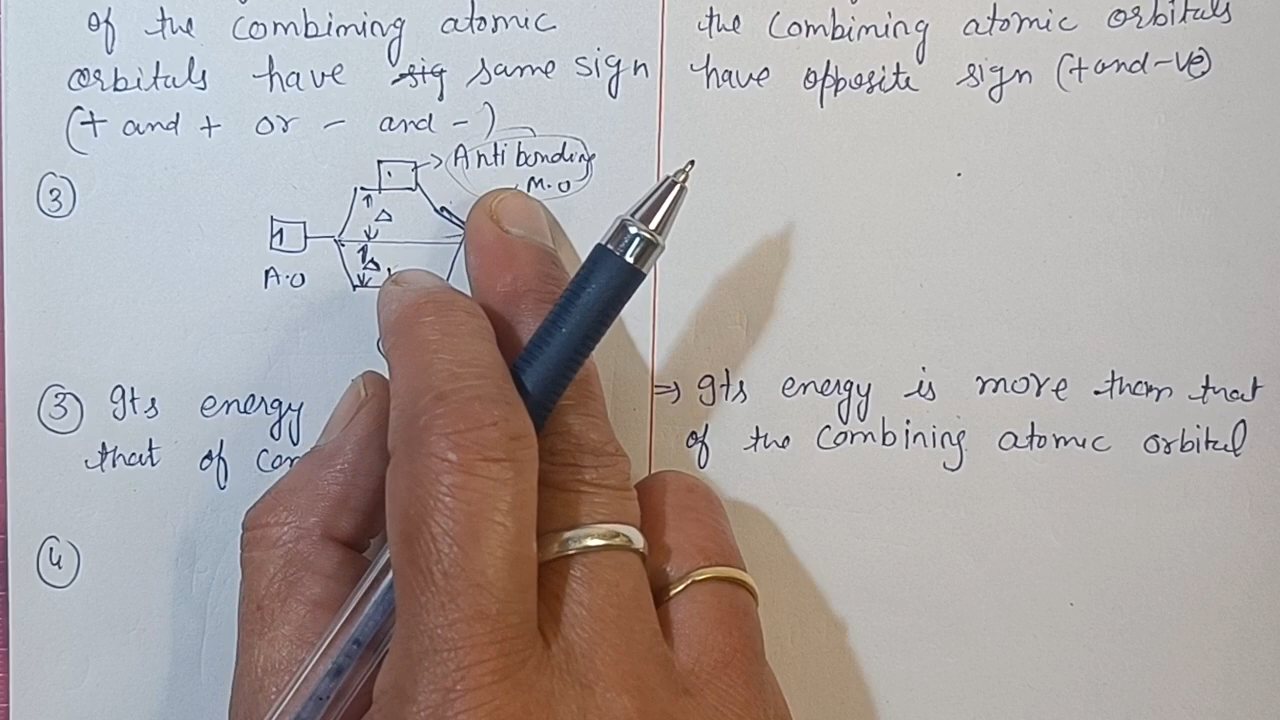 of the combining atomic
orbitals have sig same sign
(+ and + or - and -)
③
Anti bonding
M.O
Δ
1
Δ
A.O
③ Its energy
that of
④
the combining atomic orbitals
have opposite sign (+ and -ve)
⇒ Its energy is more than that
of the combining atomic orbital